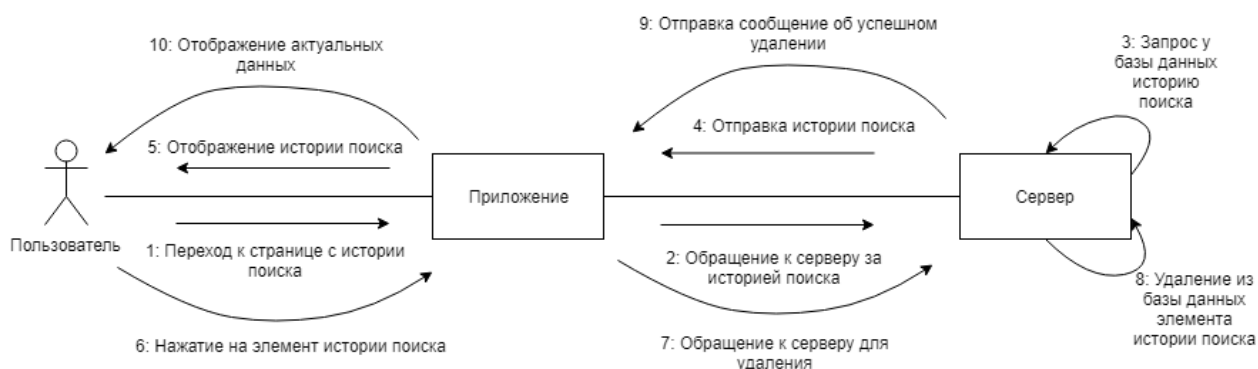 10: Отображение актуальных
данных
9: Отправка сообщение об успешном
удалении
3: Запрос у
базы данных
историю
поиска
5: Отображение истории поиска
4: Отправка истории поиска
Пользователь
Приложение
Сервер
1: Переход к странице с истории
поиска
2: Обращение к серверу за
историей поиска
8: Удаление из
базы данных
элемента
истории поиска
6: Нажатие на элемент истории поиска
7: Обращение к серверу для
удаления